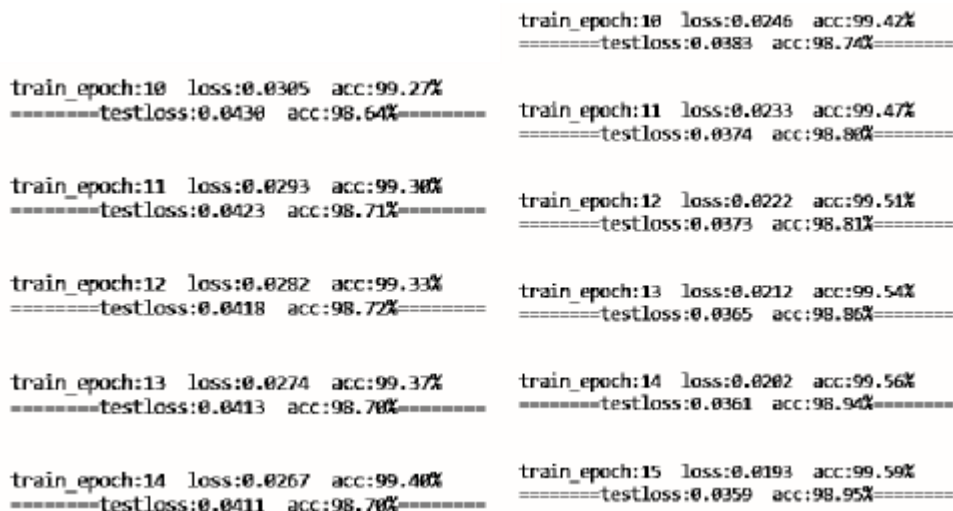 train_epoch:10 loss:0.0305 acc:99.27%
========testloss:0.0430 acc:98.64%========
train_epoch:11 loss:0.0293 acc:99.30%
========testloss:0.0423 acc:98.71%========
train_epoch:12 loss:0.0282 acc:99.33%
========testloss:0.0418 acc:98.72%========
train_epoch:13 loss:0.0274 acc:99.37%
========testloss:0.0413 acc:98.70%========
train_epoch:14 loss:0.0267 acc:99.40%
========testloss:0.0411 acc:98.70%========
train_epoch:10 loss:0.0246 acc:99.42%
========testloss:0.0383 acc:98.74%========
train_epoch:11 loss:0.0233 acc:99.47%
========testloss:0.0374 acc:98.80%========
train_epoch:12 loss:0.0222 acc:99.51%
========testloss:0.0373 acc:98.81%========
train_epoch:13 loss:0.0212 acc:99.54%
========testloss:0.0365 acc:98.86%========
train_epoch:14 loss:0.0202 acc:99.56%
========testloss:0.0361 acc:98.94%========
train_epoch:15 loss:0.0193 acc:99.59%
========testloss:0.0359 acc:98.95%========